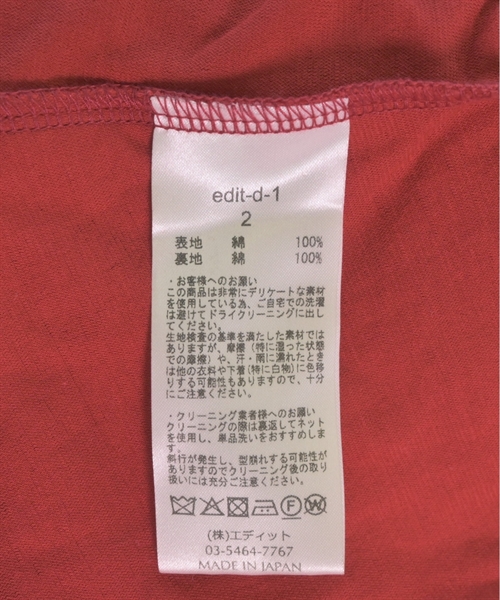 edit-d-1
2
表地 綿 100%
裏地 綿 100%
・お客様へのお願い
この商品は非常にデリケートな素材
を使用している為、ご自宅での洗濯
は避けてドライクリーニングに出し
てください。
生地検査の基準を満たした素材では
ありますが、摩擦（特に湿った状態
での摩擦）や、汗・雨に濡れたとき
は他の衣料や下着(特に白物)に色移
りする可能性もありますので、十分
にご注意ください。
・クリーニング業者様へのお願い
クリーニングの際は裏返してネット
を使用し、単品洗いをおすすめしま
す。
斜行が発生し、型崩れする可能性が
ありますのでクリーニング後の取り
扱いには充分ご注意ください。
F W
(株)エディット
03-5464-7767
MADE IN JAPAN